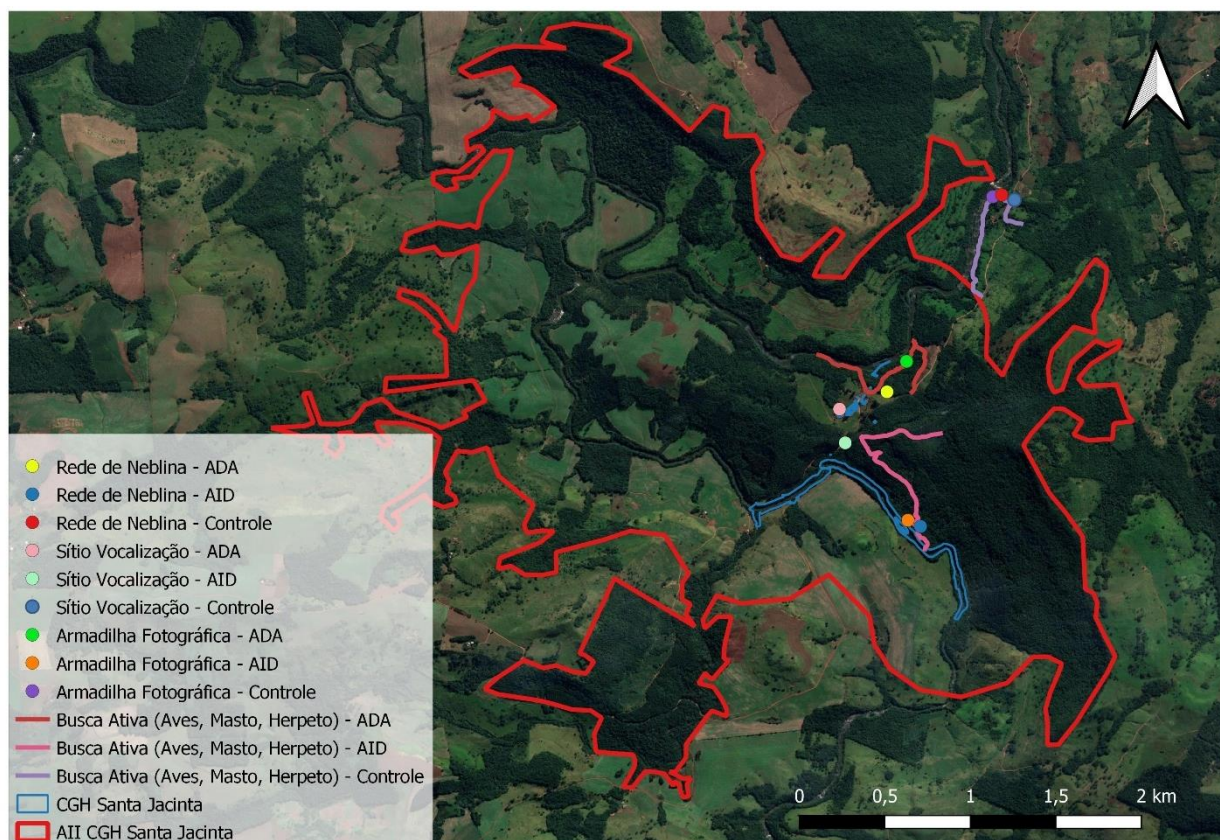 Rede de Neblina - ADA
Rede de Neblina - AID
Rede de Neblina - Controle
Sítio Vocalização - ADA
Sítio Vocalização - AID
Sítio Vocalização - Controle
Armadilha Fotográfica - ADA
Armadilha Fotográfica - AID
Armadilha Fotográfica - Controle
Busca Ativa (Aves, Masto, Herpeto) - ADA
Busca Ativa (Aves, Masto, Herpeto) - AID
Busca Ativa (Aves, Masto, Herpeto) - Controle
CGH Santa Jacinta
AII CGH Santa Jacinta
0 0,5 1 1,5 2 km